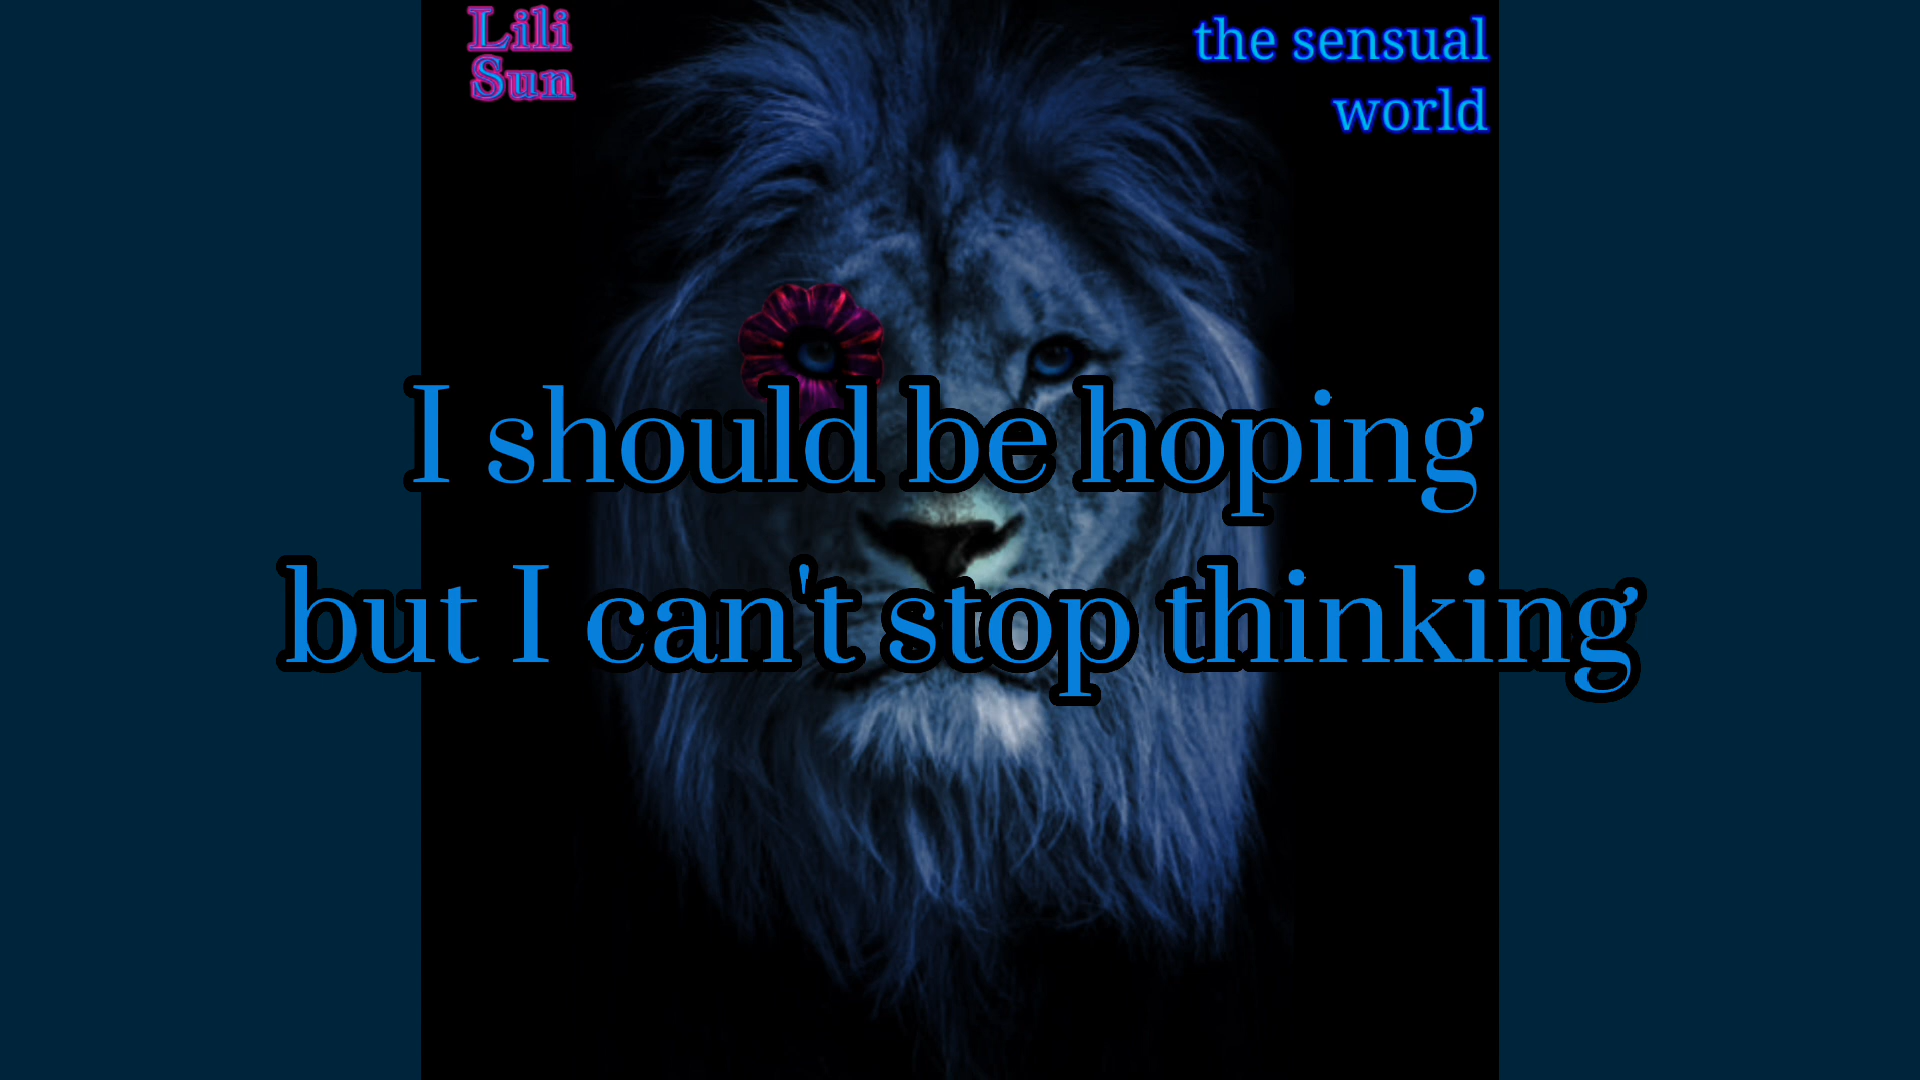 Lili
Sun
the sensual
world
I should be hoping
but I can't stop thinking